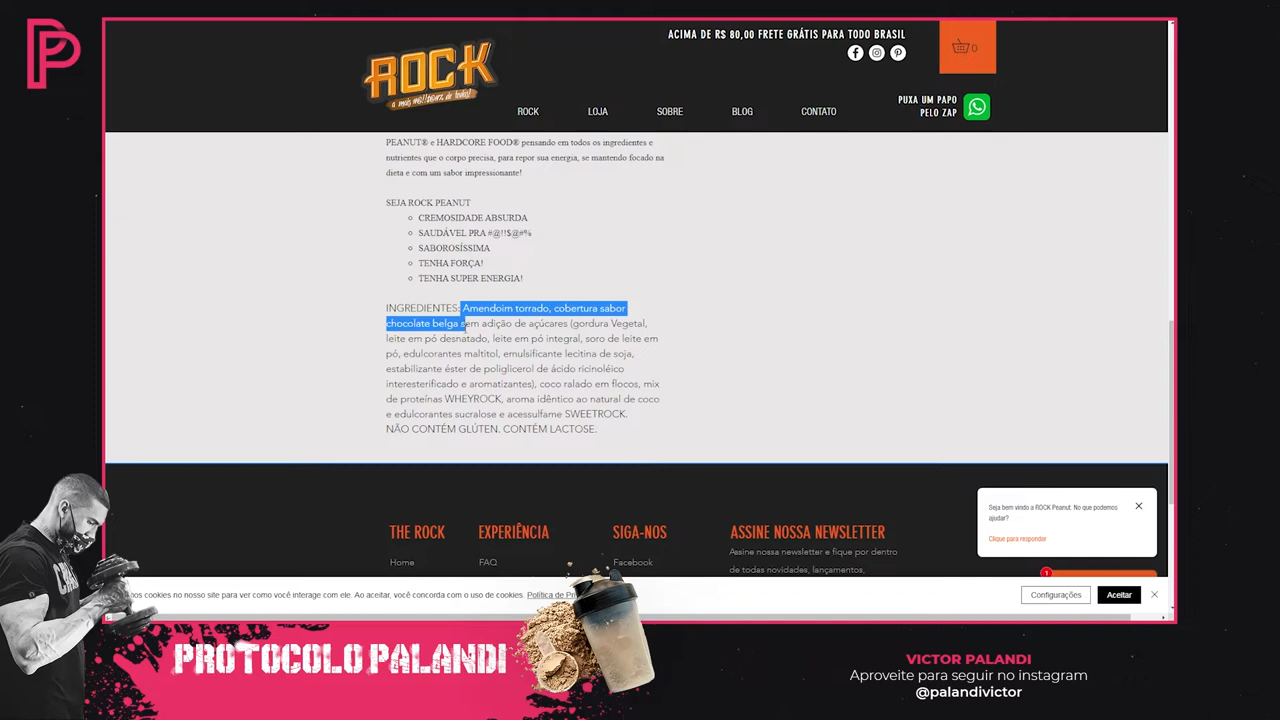 ACIMA DE R$ 80,00 FRETE GRÁTIS PARA TODO BRASIL
ROCK
a mais me!!hborz de todas!
0
PUXA UM PAPO
PELO ZAP
ROCK
LOJA
SOBRE
BLOG
CONTATO
PEANUT® e HARDCORE FOOD® pensando em todos os ingredientes e
nutrientes que o corpo precisa, para repor sua energia, se mantendo focado na
dieta e com um sabor impressionante!
SEJA ROCK PEANUT
CREMOSIDADE ABSURDA
SAUDÁVEL PRA #@!!$@#%
SABOROSÍSSIMA
TENHA FORÇA!
TENHA SUPER ENERGIA!
INGREDIENTES: Amendoim torrado, cobertura sabor
chocolate belga sem adição de açúcares (gordura Vegetal,
leite em pó desnatado, leite em pó integral, soro de leite em
pó, edulcorantes maltitol, emulsificante lecitina de soja,
estabilizante éster de poliglicerol de ácido ricinoléico
interesterificado e aromatizantes), coco ralado em flocos, mix
de proteínas WHEYROCK, aroma idêntico ao natural de coco
e edulcorantes sucralose e acessulfame SWEETROCK.
NÃO CONTÉM GLÚTEN. CONTÉM LACTOSE.
Seja bem vindo a ROCK Peanut. No que podemos
ajudar?
Clique para responder
1
THE ROCK
EXPERIÊNCIA
SIGA-NOS
ASSINE NOSSA NEWSLETTER
Home
FAQ
Facebook
Assine nossa newsletter e fique por dentro
de todas novidades, lançamentos,
nos cookies no nosso site para ver como você interage com ele. Ao aceitar, você concorda com o uso de cookies. Política de Pr
Configurações
Aceitar
PROTOCOLO PALANDI
VICTOR PALANDI
Aproveite para seguir no instagram
@palandivictor